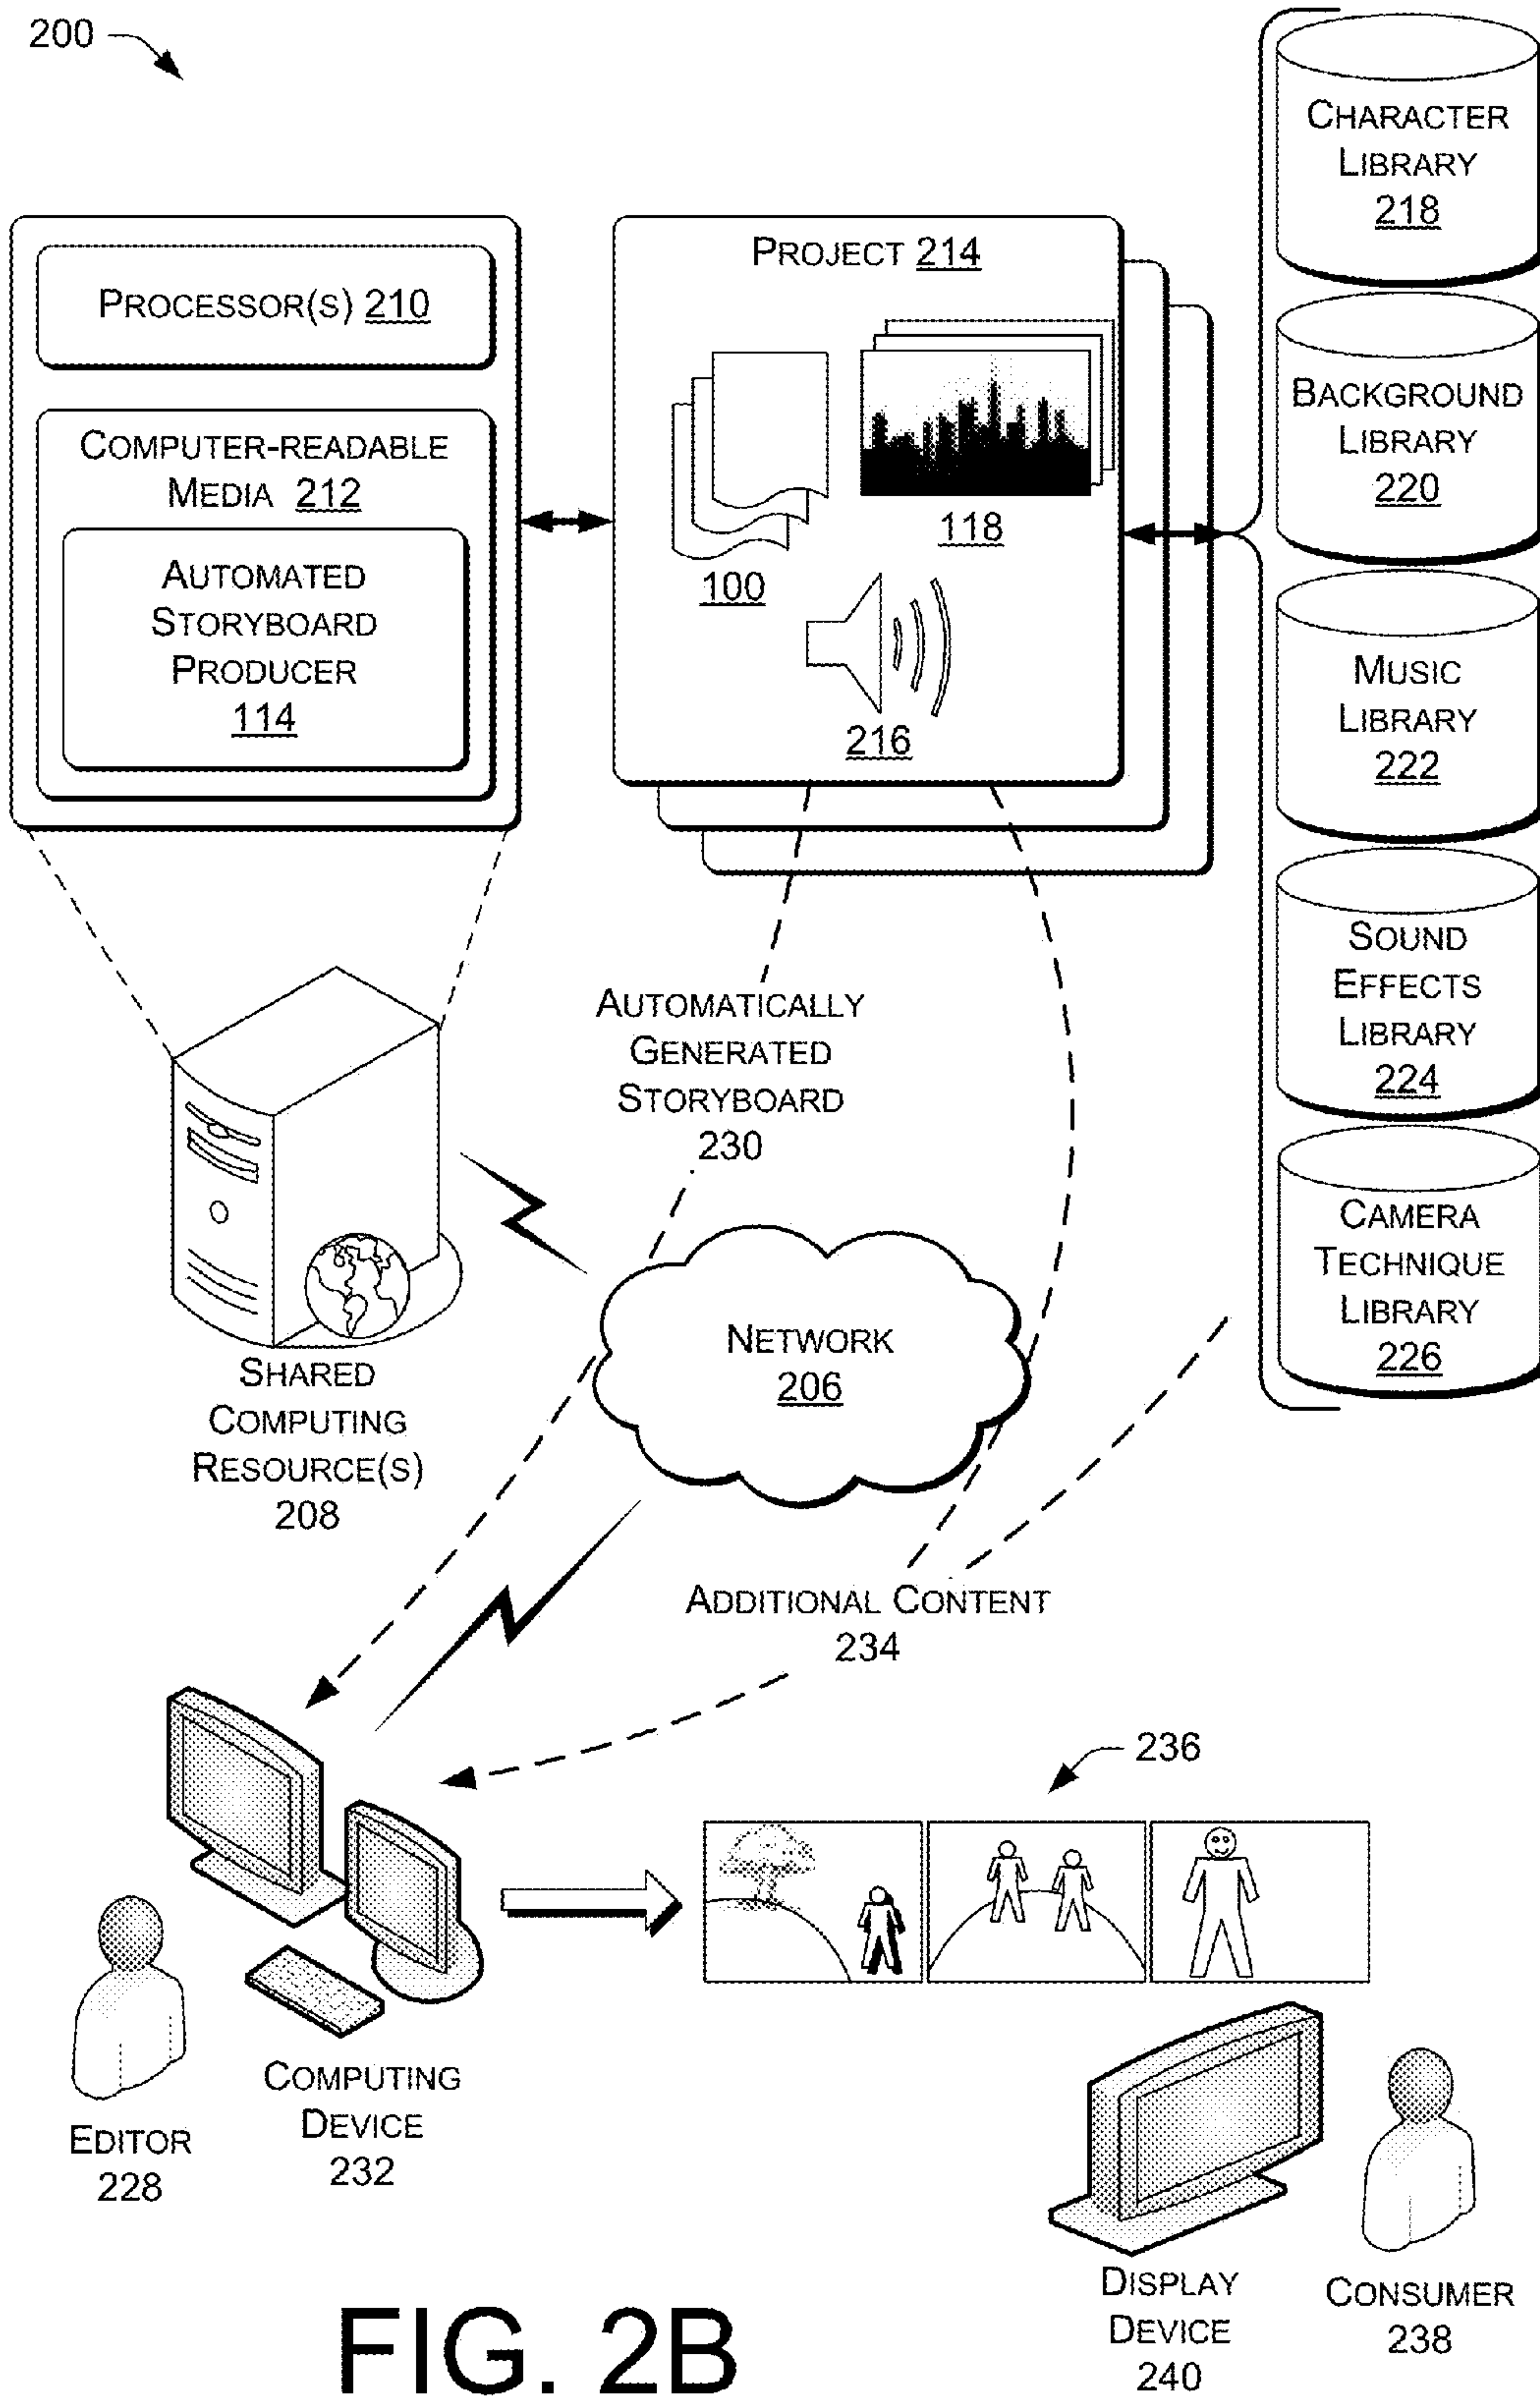 200
PROCESSOR(S) 210
COMPUTER-READABLE
MEDIA 212
AUTOMATED
STORYBOARD
PRODUCER
114
PROJECT 214
100
118
216
CHARACTER
LIBRARY
218
BACKGROUND
LIBRARY
220
MUSIC
LIBRARY
222
SOUND
EFFECTS
LIBRARY
224
CAMERA
TECHNIQUE
LIBRARY
226
SHARED
COMPUTING
RESOURCE(S)
208
AUTOMATICALLY
GENERATED
STORYBOARD
230
NETWORK
206
ADDITIONAL CONTENT
234
236
EDITOR
228
COMPUTING
DEVICE
232
DISPLAY
DEVICE
240
CONSUMER
238
FIG. 2B